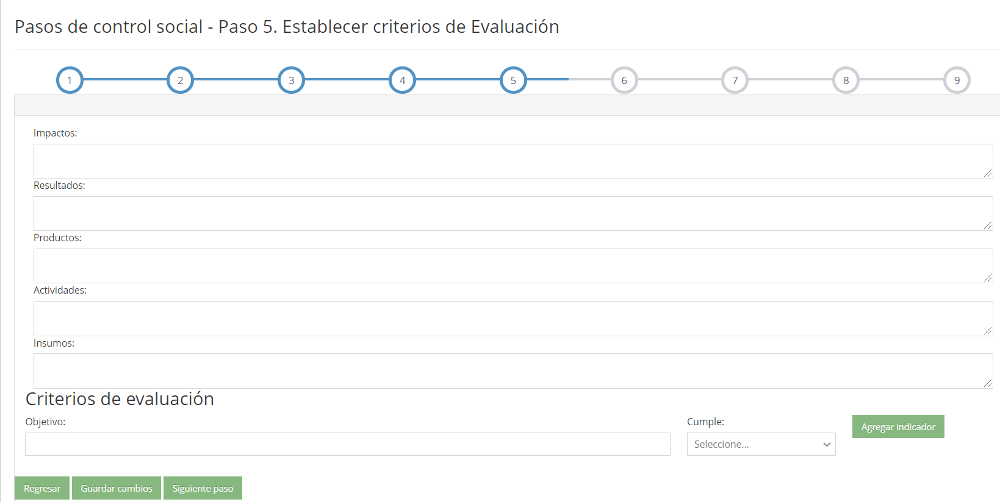 Pasos de control social - Paso 5. Establecer criterios de Evaluación
1 2 3 4 5 6 7 8 9
Impactos:
Resultados:
Productos:
Actividades:
Insumos:
Criterios de evaluación
Objetivo: Cumple: Agregar indicador
Seleccione...
Regresar Guardar cambios Siguiente paso